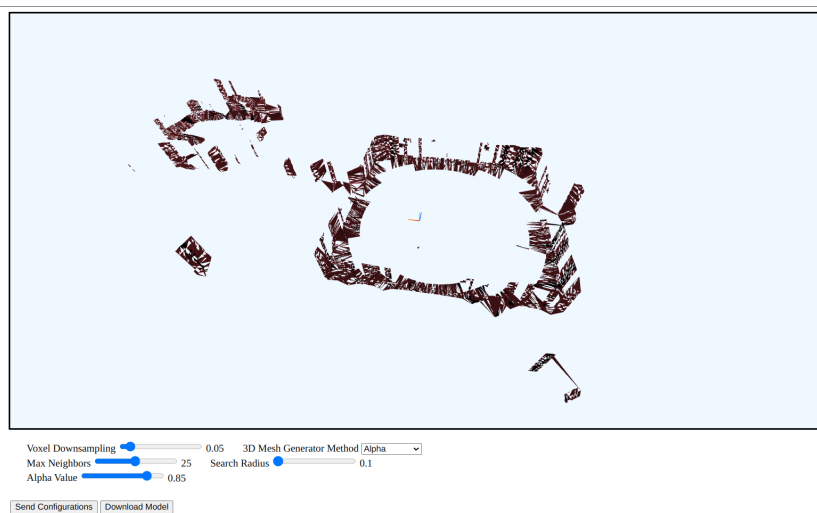 Voxel Downsampling 0.05 3D Mesh Generator Method Alpha
Max Neighbors 25 Search Radius 0.1
Alpha Value 0.85
Send Configurations Download Model